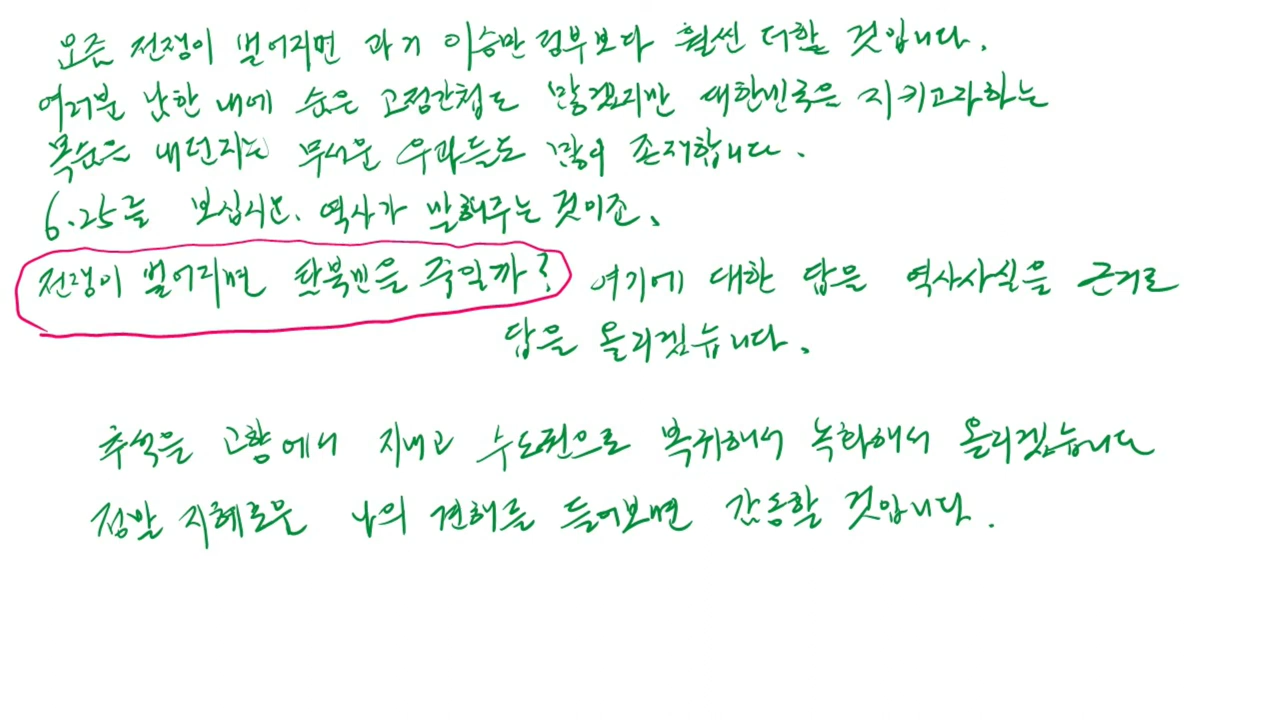 요즘 전쟁이 벌어지면 과거 이승만 정부보다 훨씬 더할 것입니다.
여러분 남한 내에 숨은 고정간첩도 많겠지만 대한민국은 지키고자하는
목숨은 내던지는 무서운 우파들도 많이 존재합니다.
6.25를 보십시오. 역사가 말해주는 것이죠.
전쟁이 벌어지면 탈북민을 죽일까? 여기에 대한 답을 역사사실을 근거로
답을 올리겠습니다.
추석을 고향에서 지내고 수도권으로 복귀해서 녹화해서 올리겠습니다
정말 지혜로운 나의 견해를 들어보면 감동할 것입니다.